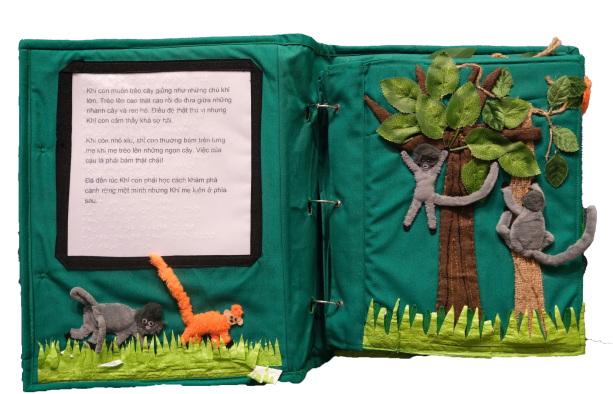 Khỉ con muốn trèo cây giống như những chú khỉ
lớn. Trèo lên cao thật cao rồi đu đưa giữa những
nhánh cây và reo hò. Điều đó thật thú vị nhưng
Khỉ con cảm thấy khá sợ hãi.
Khỉ còn nhỏ xíu, chỉ thường bám trên lưng
mẹ khi mẹ trèo lên những ngọn cây. Việc của
cậu là phải bám thật chặt!
Đã đến lúc Khỉ con phải học cách khám phá
cánh rừng một mình nhưng Khỉ mẹ luôn ở phía
sau.